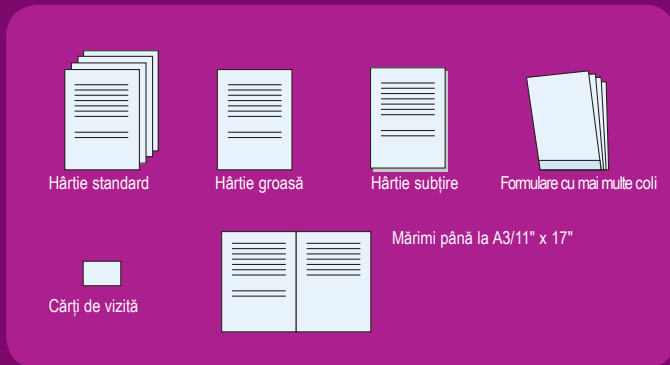 Hârtie standard
Hârtie groasă
Hârtie subțire
Formulare cu mai multe coli
Mărimi până la A3/11" x 17"
Cărți de vizită